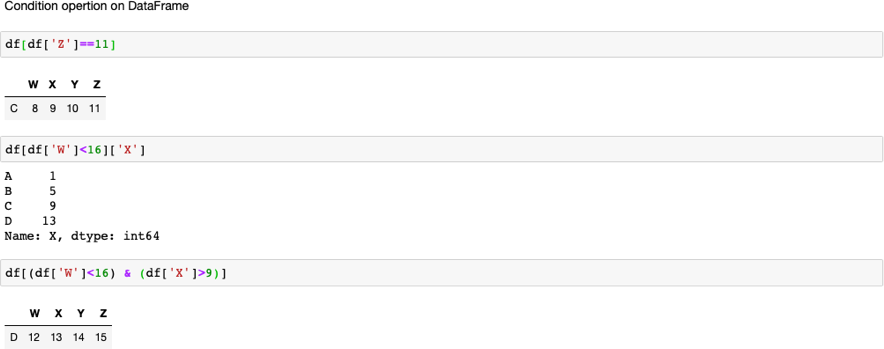 Condition opertion on DataFrame
df[df['Z']==11]
W X Y Z
C 8 9 10 11
df[df['W']<16]['X']
A 1
B 5
C 9
D 13
Name: X, dtype: int64
df[(df['W']<16) & (df['X']>9)]
W X Y Z
D 12 13 14 15